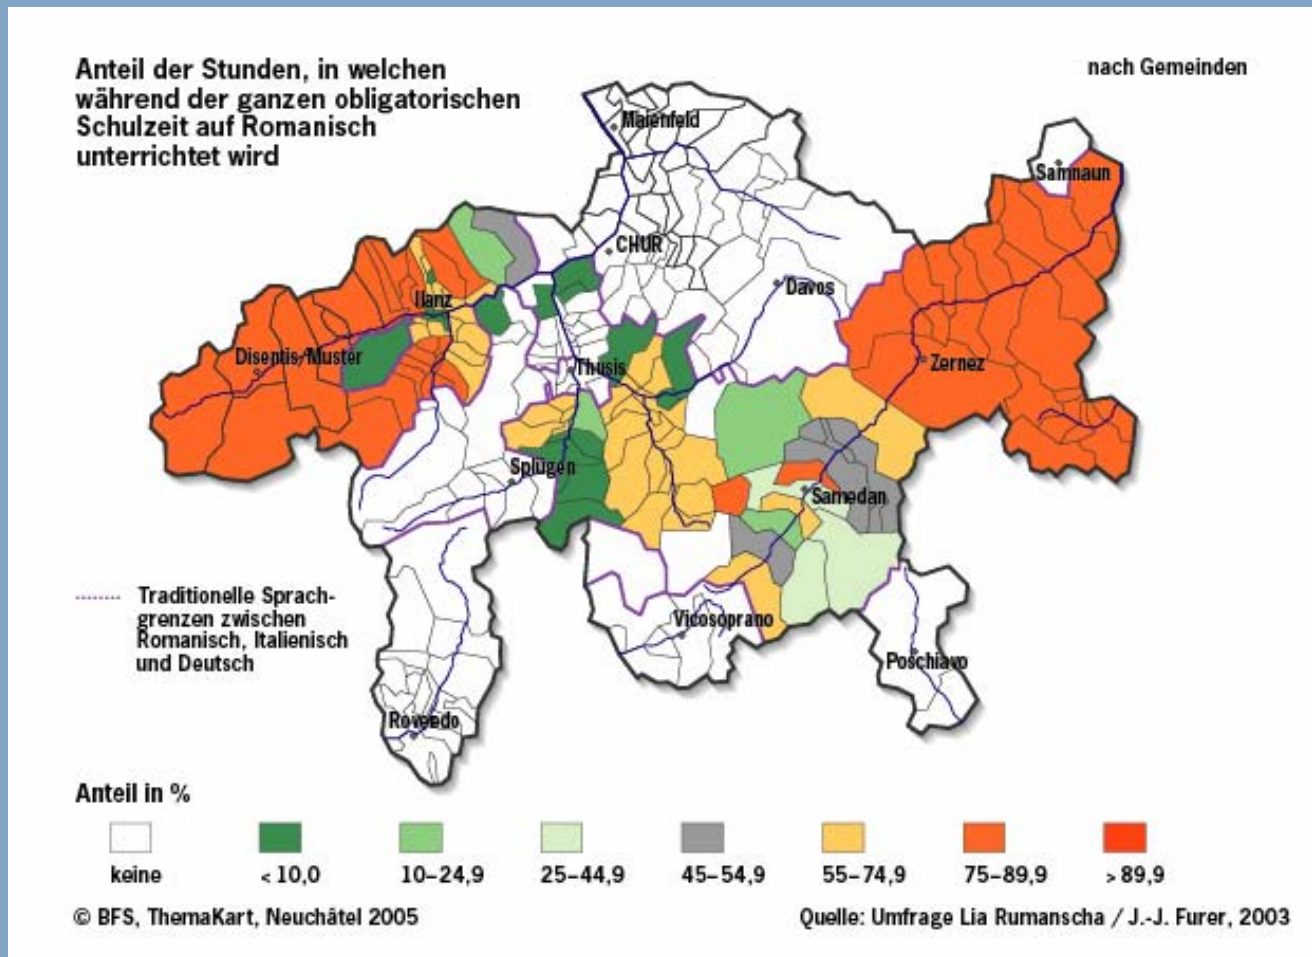 Anteil der Stunden, in welchen
während der ganzen obligatorischen
Schulzeit auf Romanisch
unterrichtet wird
nach Gemeinden
Maienfeld
Samnaun
CHUR
Davos
Ilanz
Disentis/Muster
Thusis
Zernez
Splügen
Samedan
Traditionelle Sprach-
grenzen zwischen
Romanisch, Italienisch
und Deutsch
Vicosoprano
Poschiavo
Roveredo
Anteil in %
keine
< 10,0
10–24,9
25–44,9
45–54,9
55–74,9
75–89,9
> 89,9
© BFS, ThemaKart, Neuchâtel 2005
Quelle: Umfrage Lia Rumanscha / J.-J. Furer, 2003